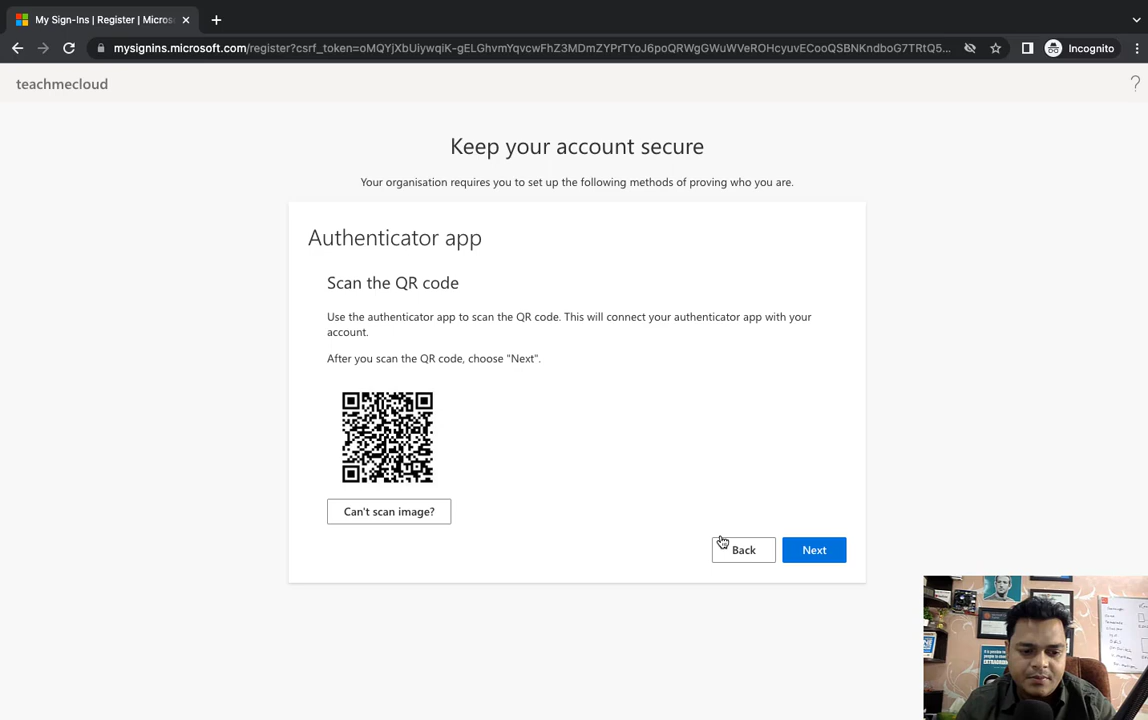 My Sign-Ins | Register | Micros
mysignins.microsoft.com/register?csrf_token=oMQYjXbUiywqiK-gELGhvmYqvcwFhZ3MDmZYPrTYoJ6poQRWgGWuWVeROHcyuvECooQSBNKndboG7TRtQ5...
Incognito
teachmecloud
?
Keep your account secure
Your organisation requires you to set up the following methods of proving who you are.
Authenticator app
Scan the QR code
Use the authenticator app to scan the QR code. This will connect your authenticator app with your
account.
After you scan the QR code, choose "Next".
Can't scan image?
Back
Next